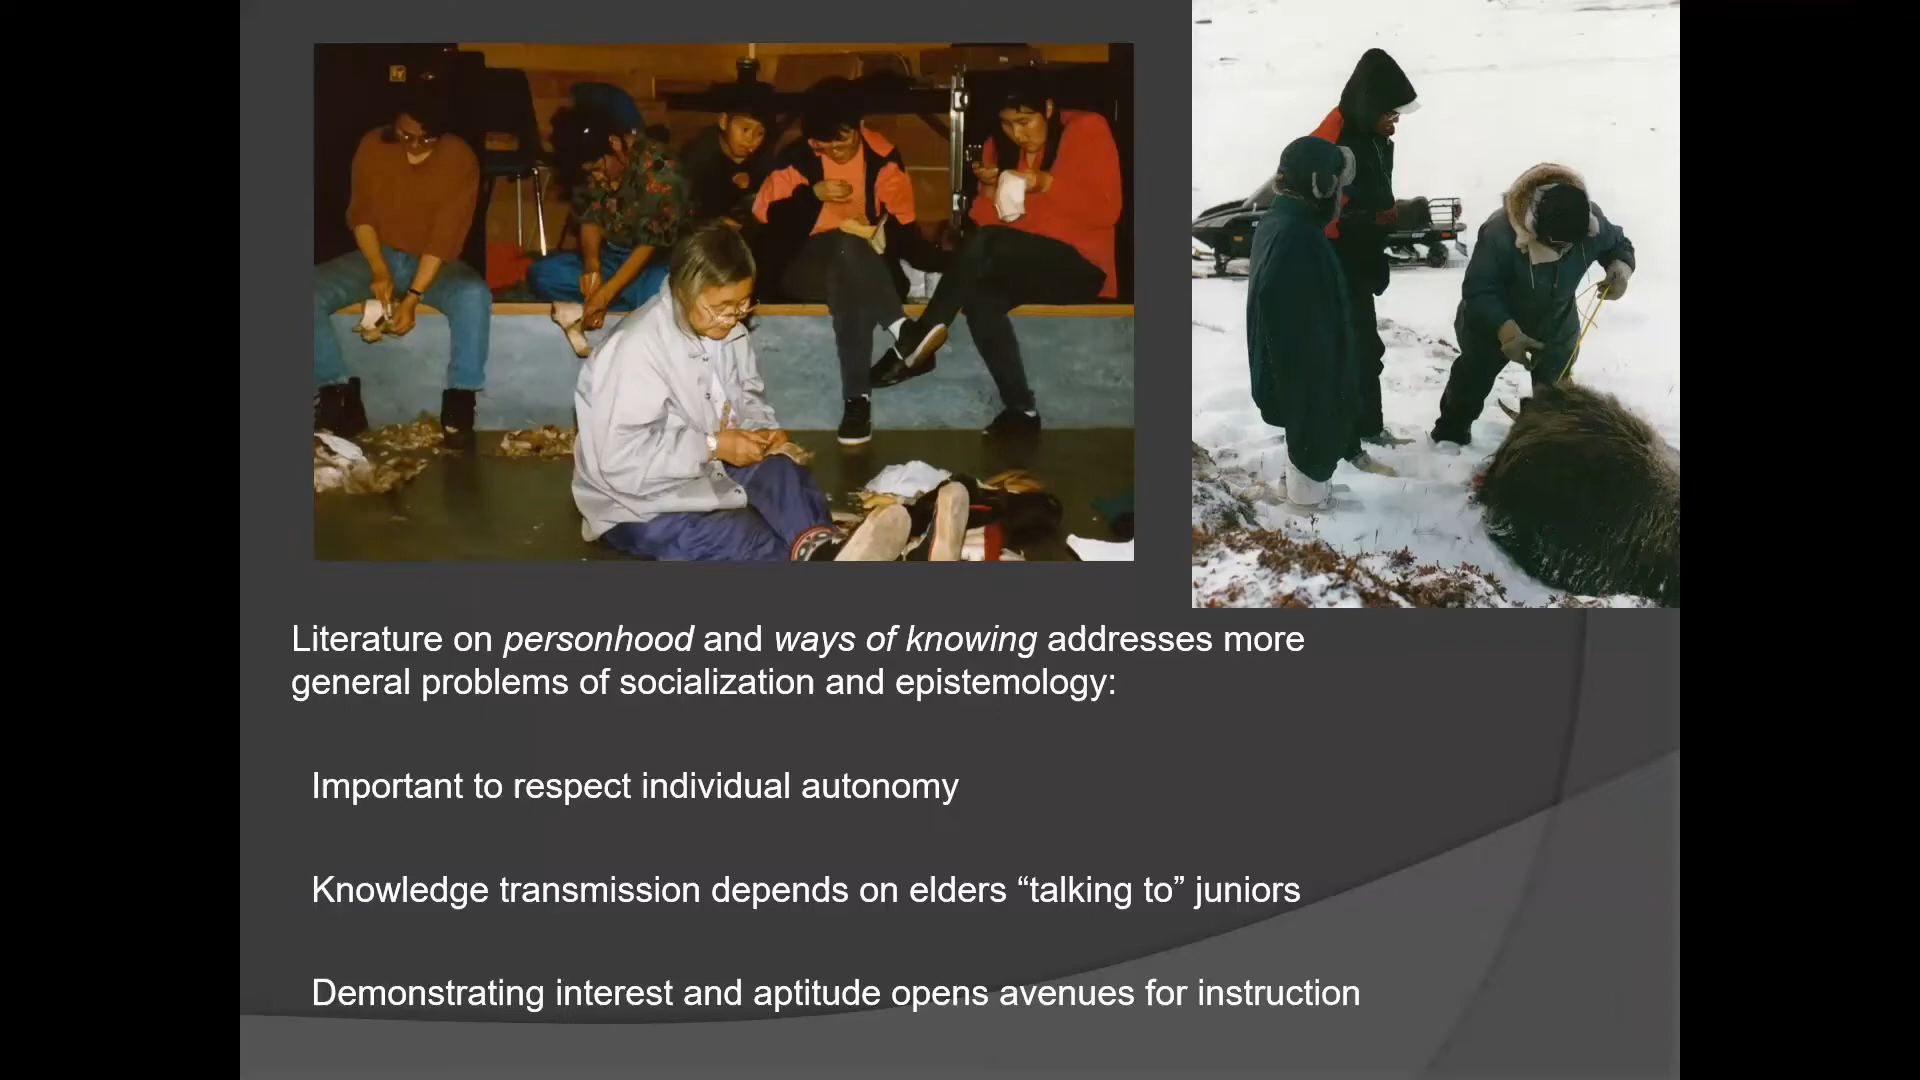 Literature on personhood and ways of knowing addresses more
general problems of socialization and epistemology:
Important to respect individual autonomy
Knowledge transmission depends on elders “talking to” juniors
Demonstrating interest and aptitude opens avenues for instruction